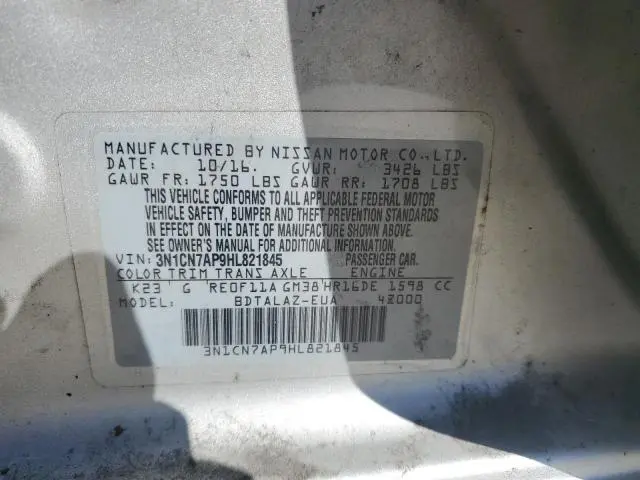 MANUFACTURED BY NISSAN MOTOR CO., LTD.
DATE: 10/16. GVWR: 3426 LBS
GAWR FR: 1750 LBS GAWR RR: 1708 LBS
THIS VEHICLE CONFORMS TO ALL APPLICABLE FEDERAL MOTOR
VEHICLE SAFETY, BUMPER AND THEFT PREVENTION STANDARDS
IN EFFECT ON THE DATE OF MANUFACTURE SHOWN ABOVE.
SEE OWNER'S MANUAL FOR ADDITIONAL INFORMATION.
VIN: 3N1CN7AP9HL821845 PASSENGER CAR.
COLOR TRIM TRANS AXLE ENGINE
K23 G RE0F11A GM38 HR16DE 1598 CC
MODEL: BDTALAZ-EUA 4Z000
3N1CN7AP9HL821845